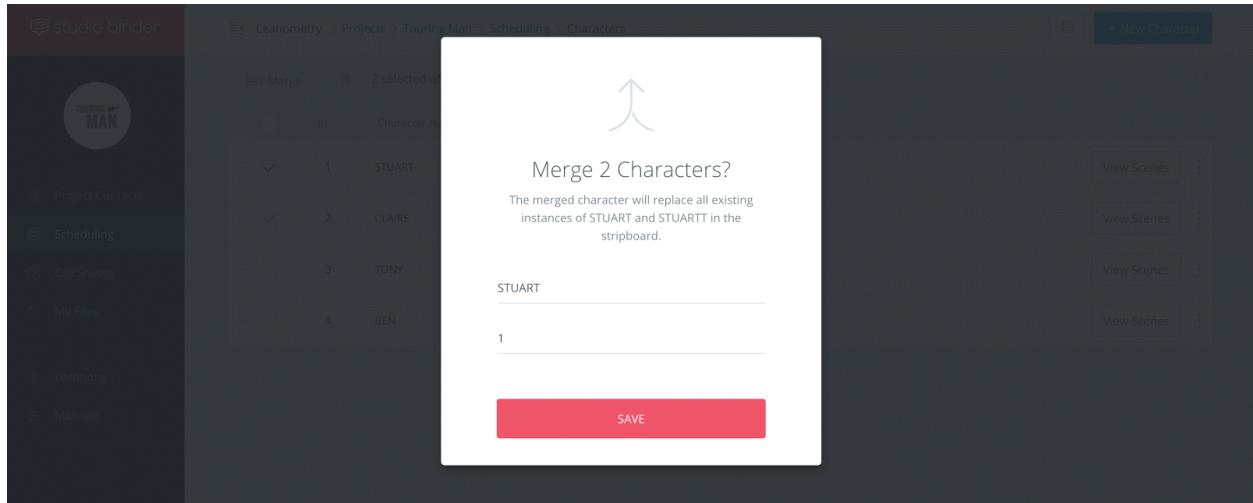 studio binder
Leanometry > Projects > Touring Man > Scheduling > Characters
+ New Character
Merge
2 selected
TOURING
MAN
Character
1 STUART View Scenes
2 CLAIRE View Scenes
3 TONY View Scenes
4 BEN View Scenes
Project Contacts
Scheduling
Call Sheets
My Files
Locations
Manage
Merge 2 Characters?
The merged character will replace all existing
instances of STUART and STUARTT in the
stripboard.
STUART
1
SAVE